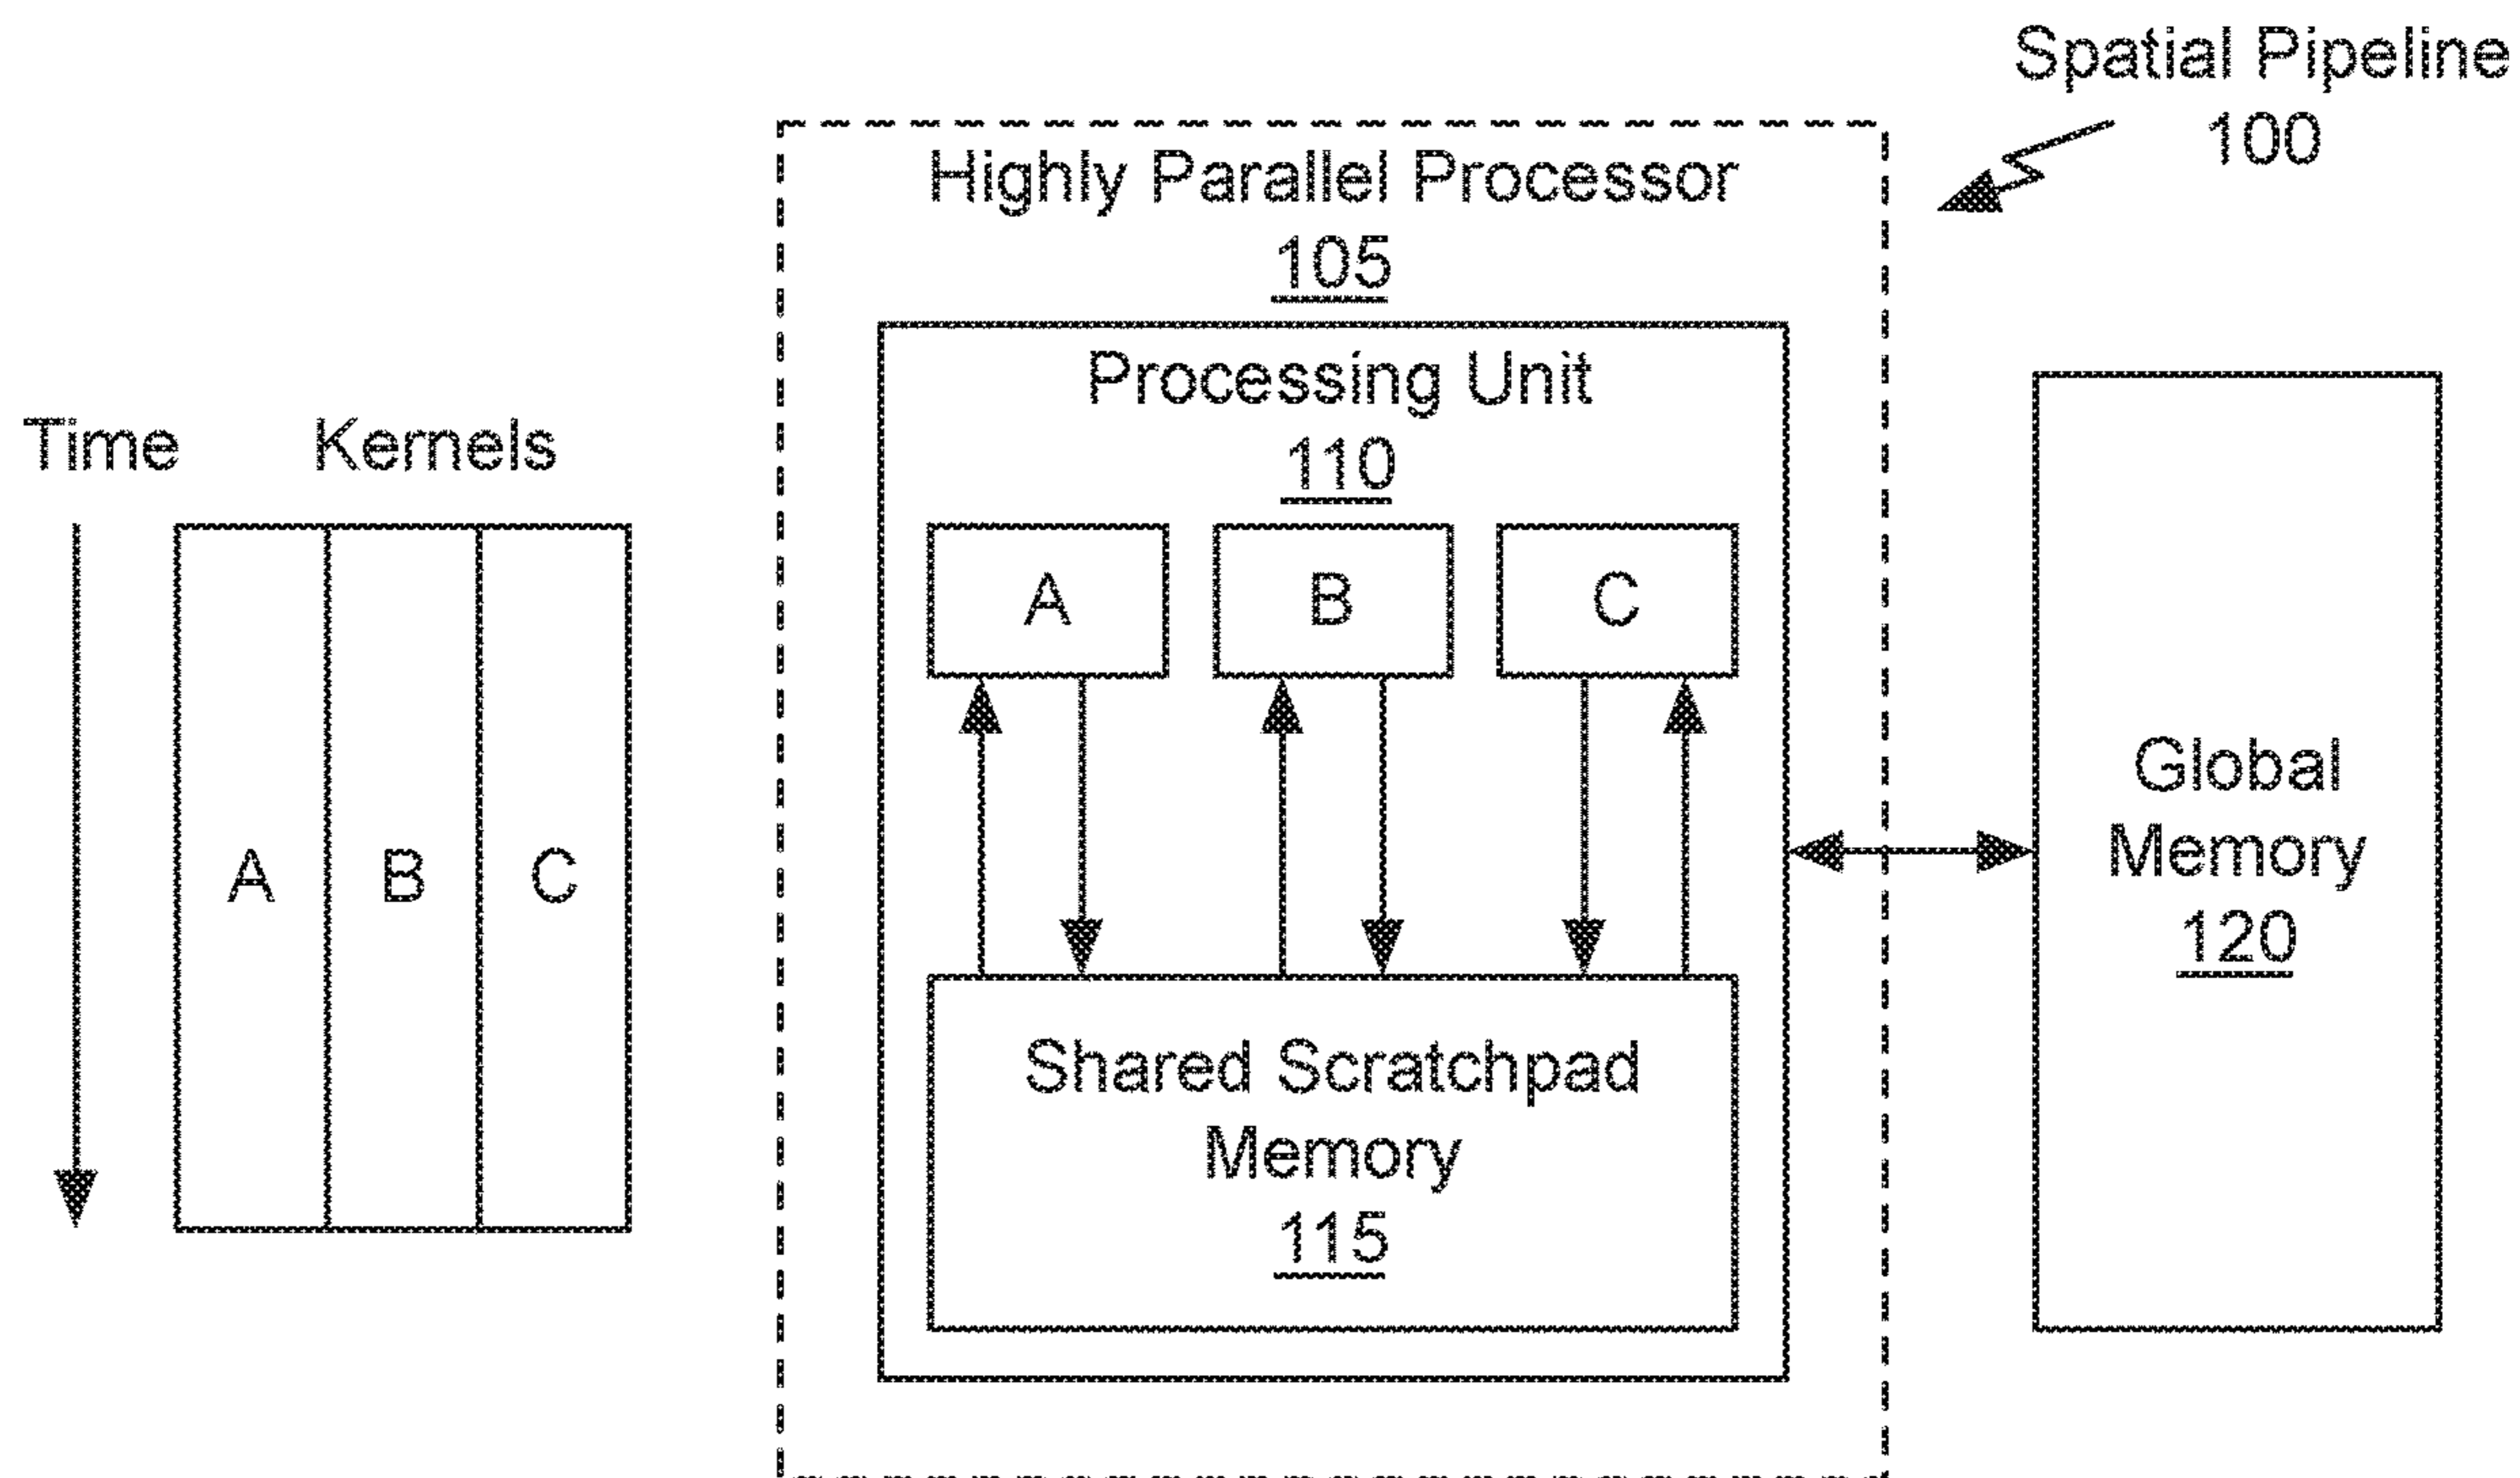 Spatial Pipeline
100
Highly Parallel Processor
105
Processing Unit
110
Time
Kernels
A
B
C
A
B
C
Global
Memory
120
Shared Scratchpad
Memory
115